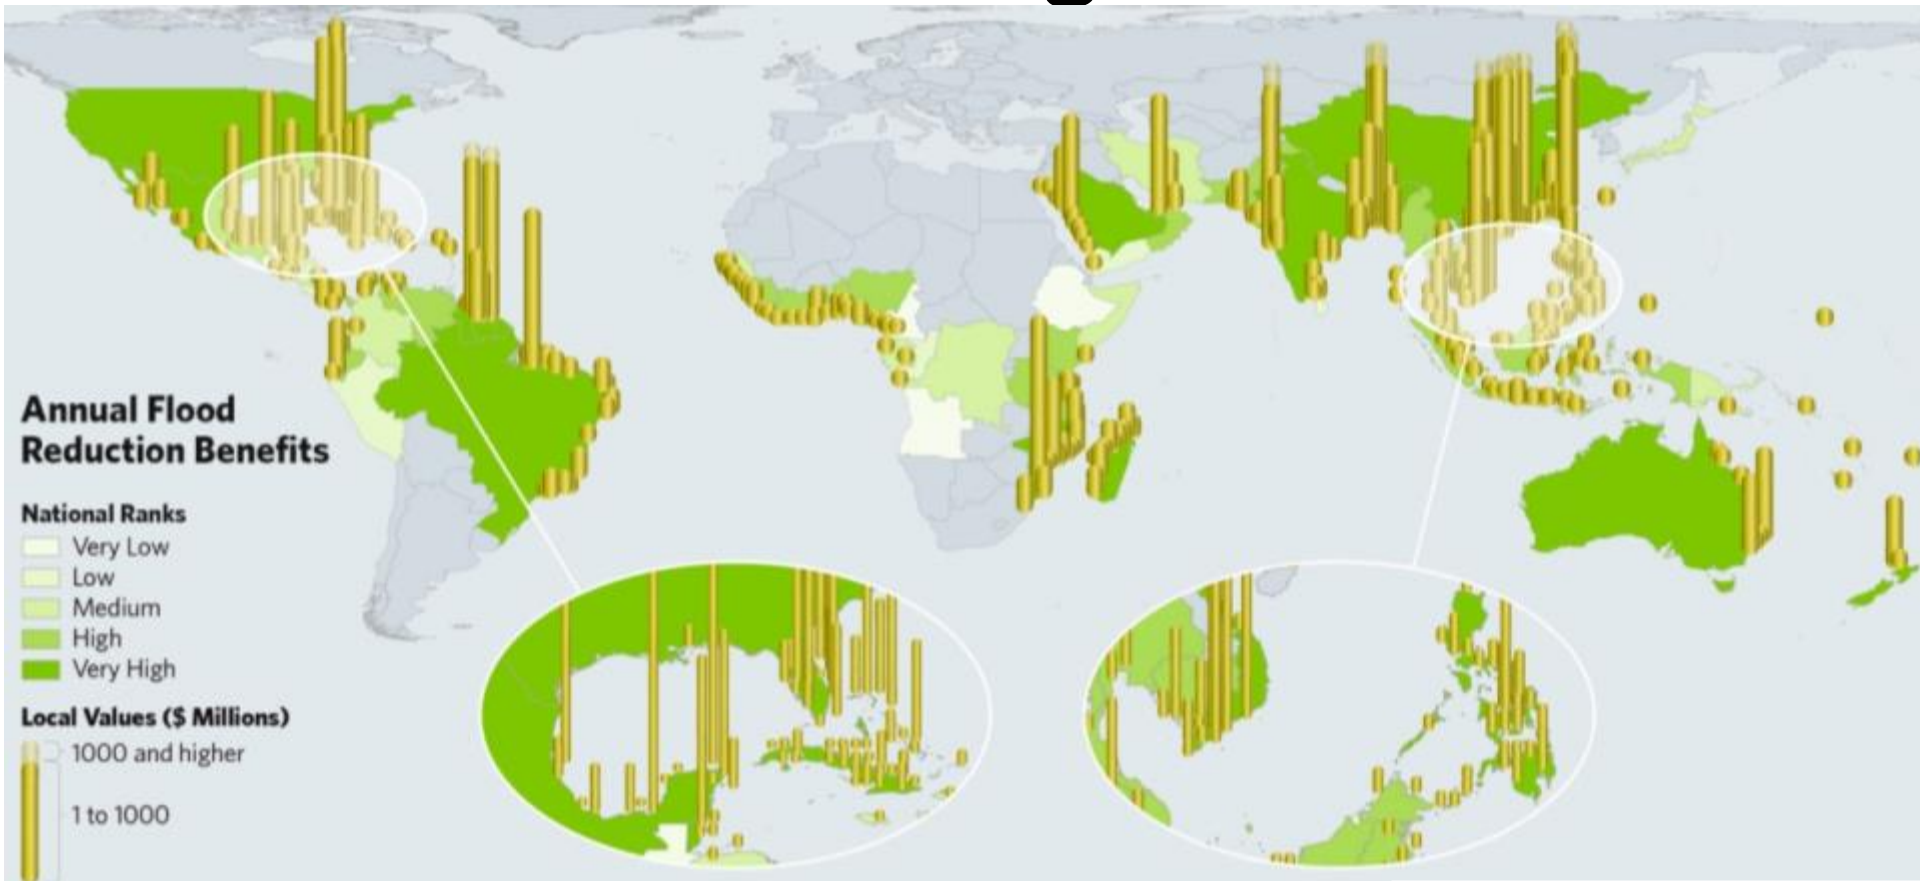 Annual Flood
Reduction Benefits
National Ranks
Very Low
Low
Medium
High
Very High
Local Values ($ Millions)
1000 and higher
1 to 1000